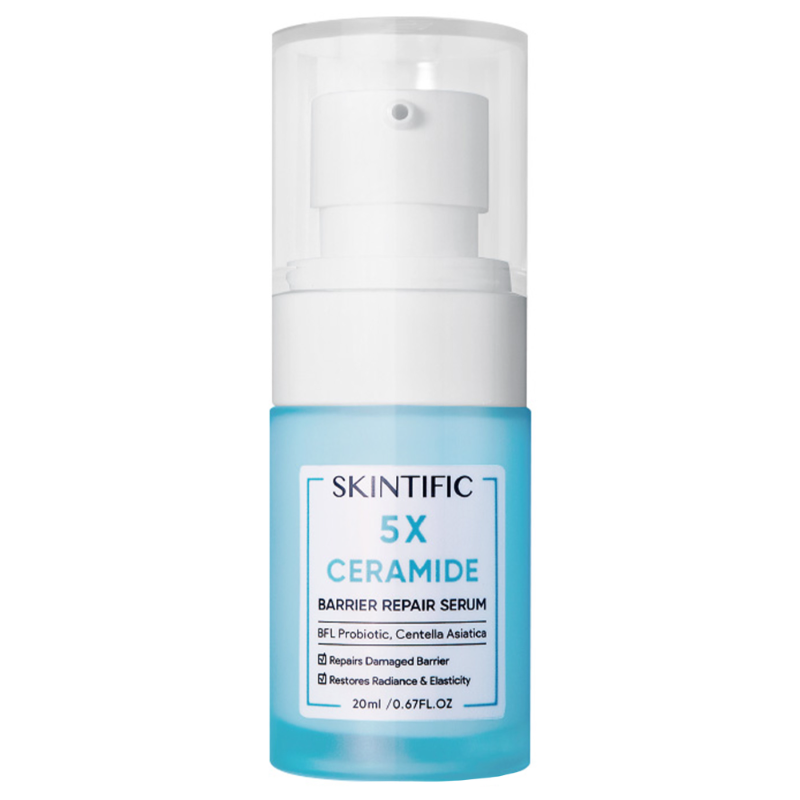 SKINTIFIC
5X
CERAMIDE
BARRIER REPAIR SERUM
BFL Probiotic, Centella Asiatica
Repairs Damaged Barrier
Restores Radiance & Elasticity
20ml /0.67FL.OZ